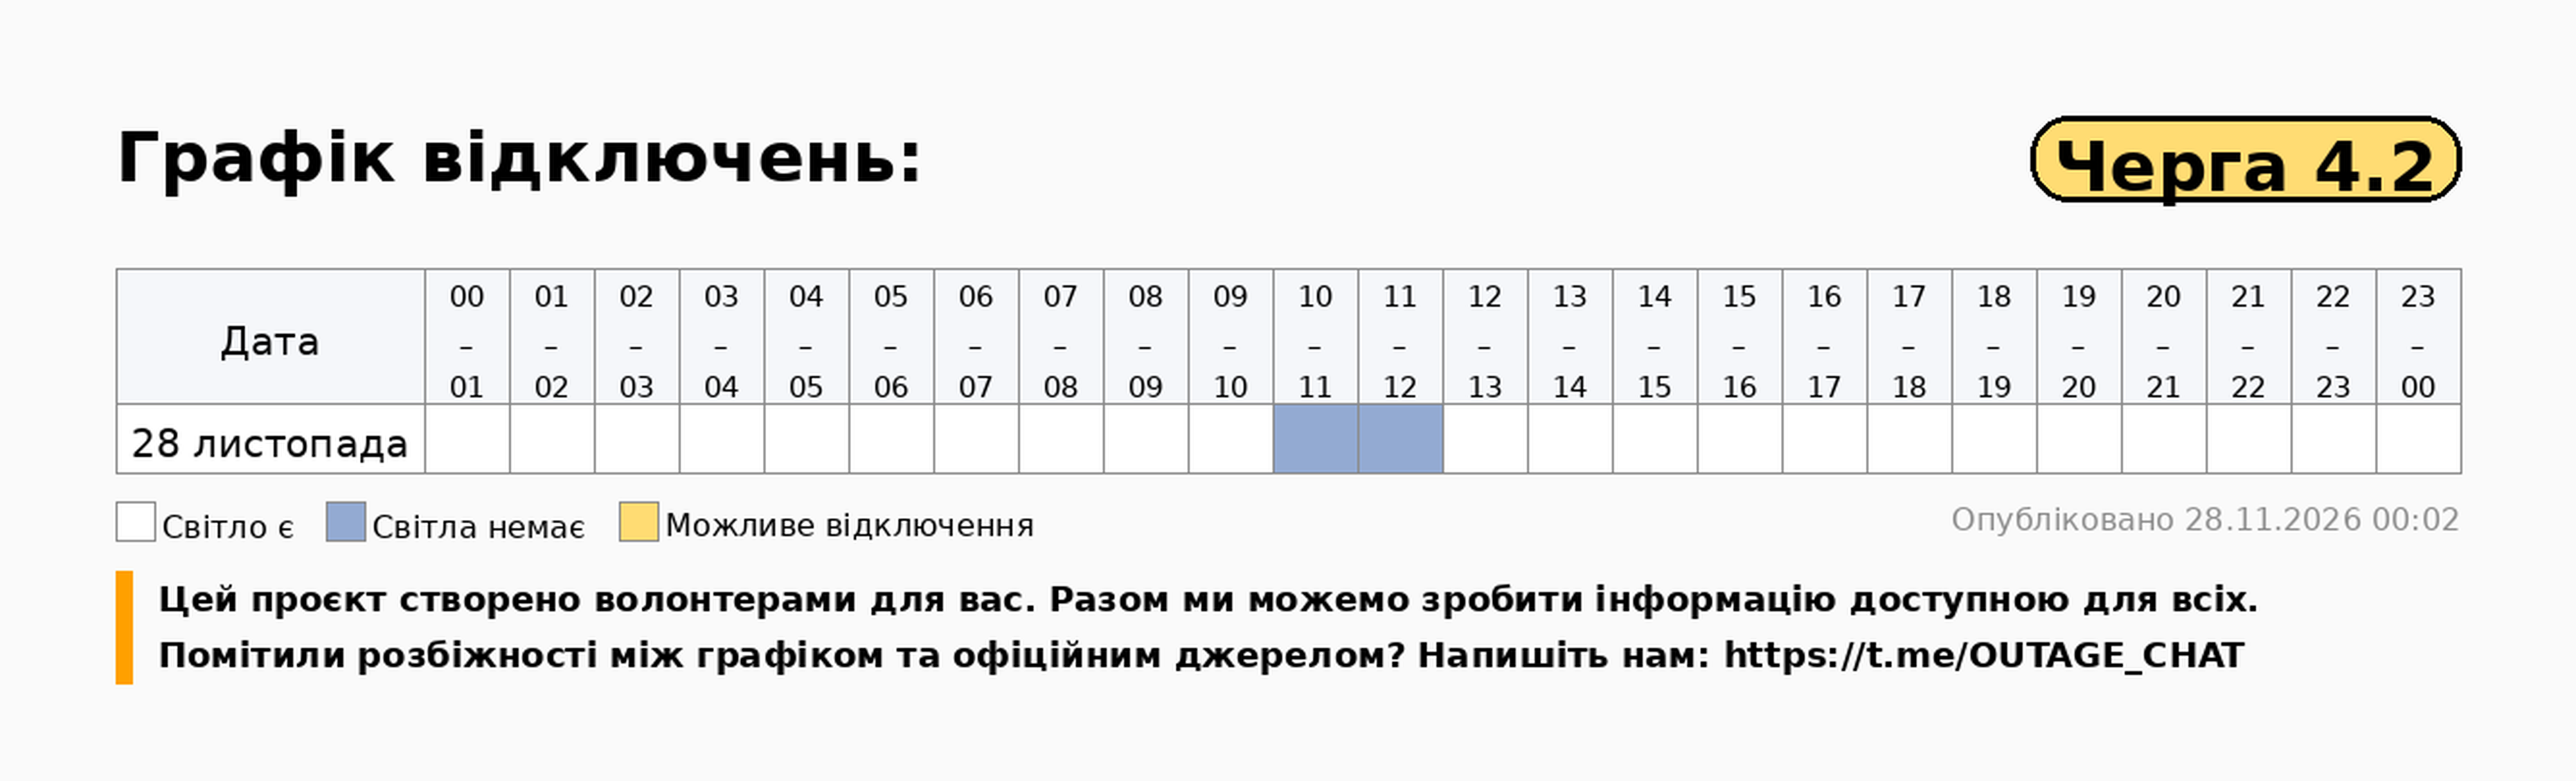 Графік відключень:
Черга 4.2
Дата 00–01 01–02 02–03 03–04 04–05 05–06 06–07 07–08 08–09 09–10 10–11 11–12 12–13 13–14 14–15 15–16 16–17 17–18 18–19 19–20 20–21 21–22 22–23 23–00
28 листопада
Світло є Світла немає Можливе відключення
Опубліковано 28.11.2026 00:02
Цей проєкт створено волонтерами для вас. Разом ми можемо зробити інформацію доступною для всіх.
Помітили розбіжності між графіком та офіційним джерелом? Напишіть нам: https://t.me/OUTAGE_CHAT